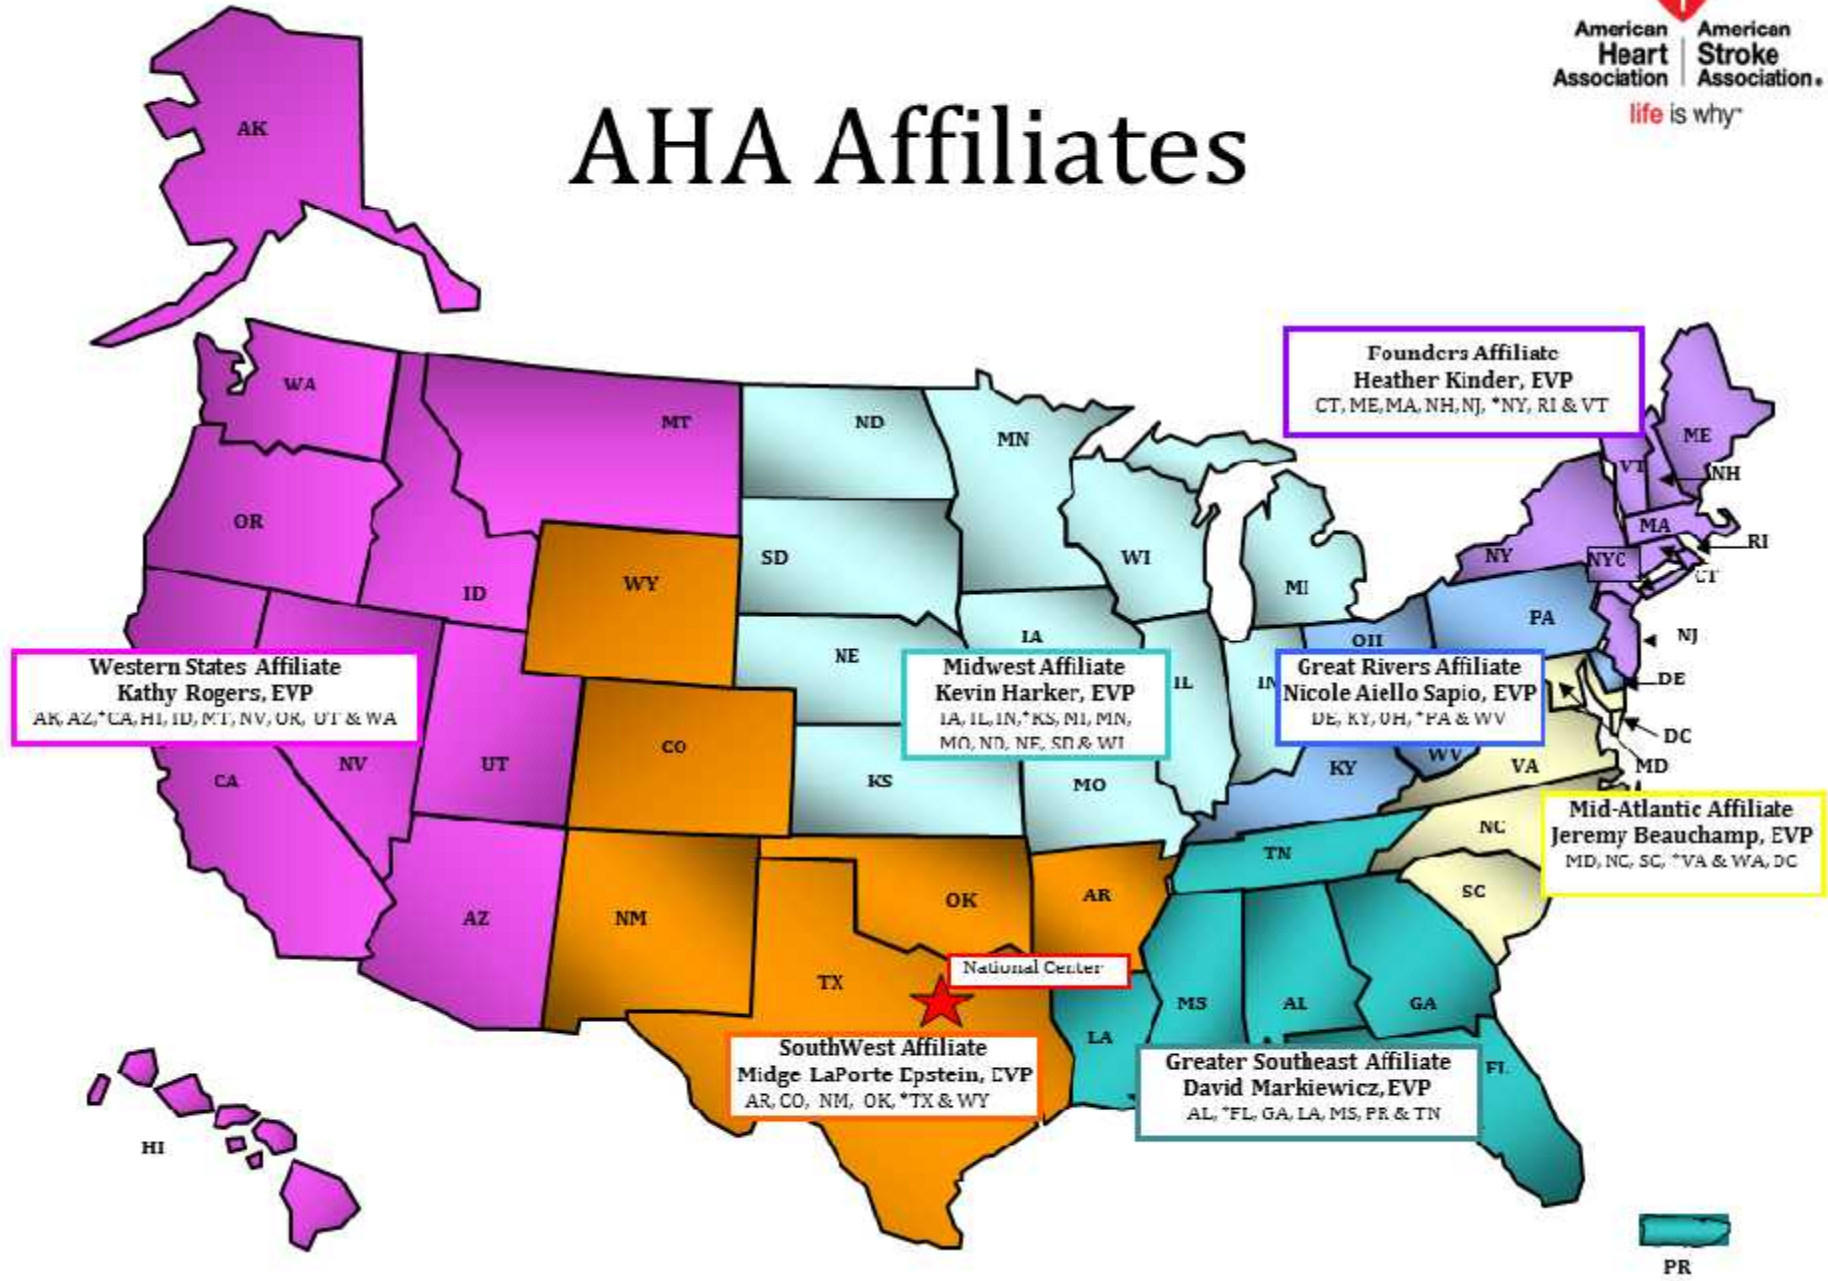 American | American
Heart | Stroke
Association | Association®
life is why™
AHA Affiliates
AK
WA
MT
ND
MN
OR
ID
WY
SD
WI
MI
Founders Affiliate
Heather Kinder, EVP
CT, ME, MA, NH, NJ, *NY, RI & VT
ME
VT
NH
MA
RI
NY
NYC
CT
PA
NJ
OH
IA
NE
IL
IN
DE
DC
MD
Western States Affiliate
Kathy Rogers, EVP
AK, AZ, *CA, HI, ID, MT, NV, OR, UT & WA
Midwest Affiliate
Kevin Harker, EVP
IA, IL, IN, *KS, MI, MN,
MO, ND, NE, SD & WI
Great Rivers Affiliate
Nicole Aiello Sapio, EVP
DE, KY, OH, *PA & WV
CA
NV
UT
CO
KS
MO
KY
WV
VA
Mid-Atlantic Affiliate
Jeremy Beauchamp, EVP
MD, NC, SC, *VA & WA, DC
NC
TN
SC
AZ
NM
OK
AR
TX
National Center
LA
MS
AL
GA
FL
SouthWest Affiliate
Midge LaPorte Epstein, EVP
AR, CO, NM, OK, *TX & WY
Greater Southeast Affiliate
David Markiewicz, EVP
AL, *FL, GA, LA, MS, PR & TN
HI
PR